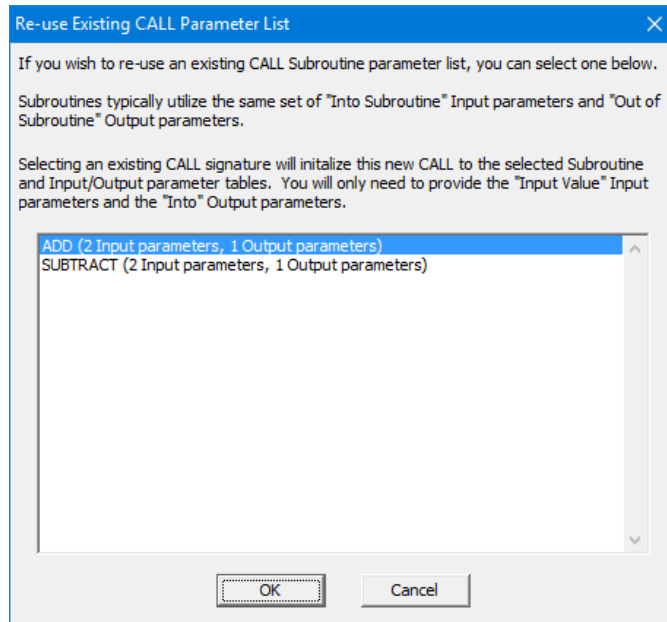 Re-use Existing CALL Parameter List
If you wish to re-use an existing CALL Subroutine parameter list, you can select one below.
Subroutines typically utilize the same set of "Into Subroutine" Input parameters and "Out of
Subroutine" Output parameters.
Selecting an existing CALL signature will initalize this new CALL to the selected Subroutine
and Input/Output parameter tables. You will only need to provide the "Input Value" Input
parameters and the "Into" Output parameters.
ADD (2 Input parameters, 1 Output parameters)
SUBTRACT (2 Input parameters, 1 Output parameters)
OK
Cancel